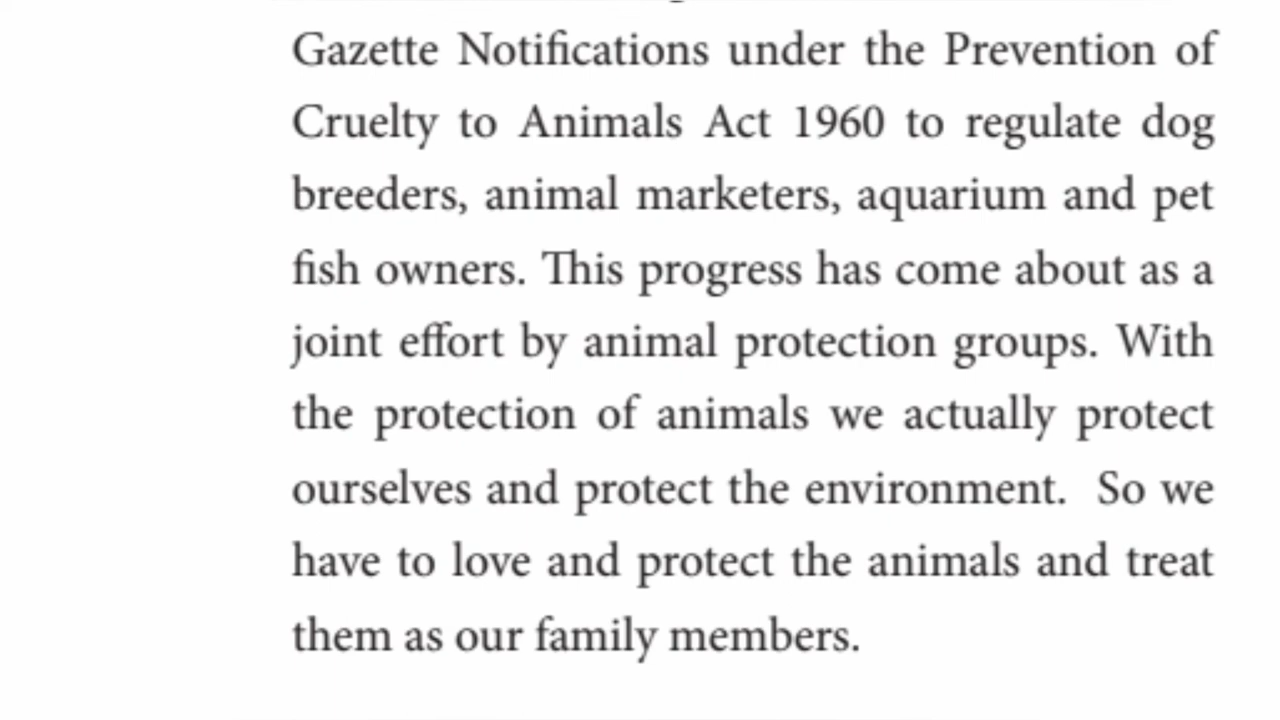 Gazette Notifications under the Prevention of
Cruelty to Animals Act 1960 to regulate dog
breeders, animal marketers, aquarium and pet
fish owners. This progress has come about as a
joint effort by animal protection groups. With
the protection of animals we actually protect
ourselves and protect the environment.  So we
have to love and protect the animals and treat
them as our family members.